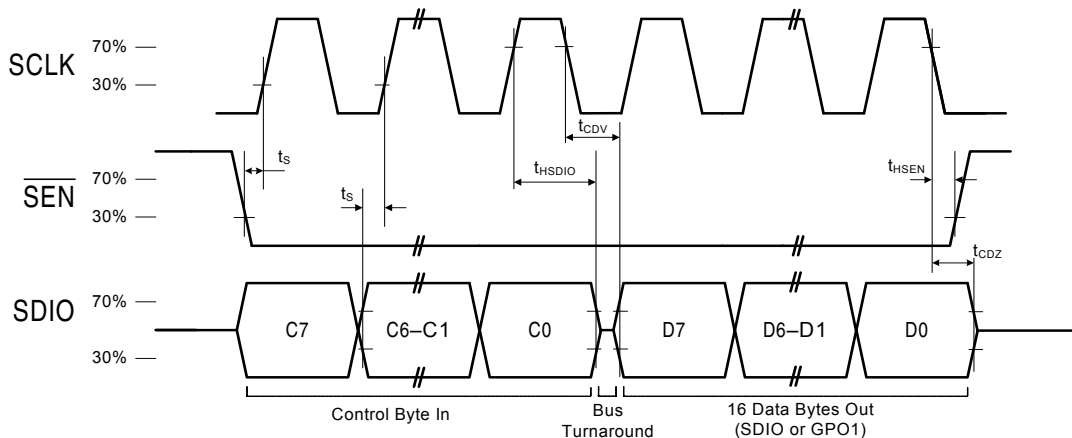 SCLK
70%
30%
tS
tS
tCDV
tHSDIO
tHSEN
tCDZ
SEN
70%
30%
SDIO
70%
30%
C7
C6–C1
C0
D7
D6–D1
D0
Control Byte In
Bus
Turnaround
16 Data Bytes Out
(SDIO or GPO1)